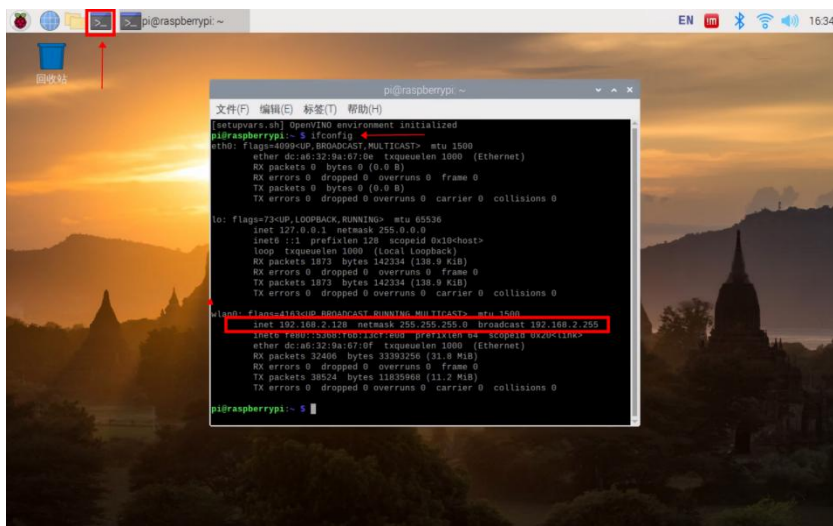 pi@raspberrypi: ~
EN
16:34
回收站
pi@raspberrypi: ~
文件(F) 编辑(E) 标签(T) 帮助(H)
[setupvars.sh] OpenVINO environment initialized
pi@raspberrypi:~ $ ifconfig
eth0: flags=4099<UP,BROADCAST,MULTICAST> mtu 1500
ether dc:a6:32:9a:67:0e txqueuelen 1000 (Ethernet)
RX packets 0 bytes 0 (0.0 B)
RX errors 0 dropped 0 overruns 0 frame 0
TX packets 0 bytes 0 (0.0 B)
TX errors 0 dropped 0 overruns 0 carrier 0 collisions 0
lo: flags=73<UP,LOOPBACK,RUNNING> mtu 65536
inet 127.0.0.1 netmask 255.0.0.0
inet6 ::1 prefixlen 128 scopeid 0x10<host>
loop txqueuelen 1000 (Local Loopback)
RX packets 1873 bytes 142334 (138.9 KiB)
RX errors 0 dropped 0 overruns 0 frame 0
TX packets 1873 bytes 142334 (138.9 KiB)
TX errors 0 dropped 0 overruns 0 carrier 0 collisions 0
wlan0: flags=4163<UP,BROADCAST,RUNNING,MULTICAST> mtu 1500
inet 192.168.2.128 netmask 255.255.255.0 broadcast 192.168.2.255
inet6 prefixlen 64 scopeid 0x20<link>
ether dc:a6:32:9a:67:0f txqueuelen 1000 (Ethernet)
RX packets 32406 bytes 33393256 (31.8 MiB)
RX errors 0 dropped 0 overruns 0 frame 0
TX packets 38524 bytes 11835968 (11.2 MiB)
TX errors 0 dropped 0 overruns 0 carrier 0 collisions 0
pi@raspberrypi:~ $